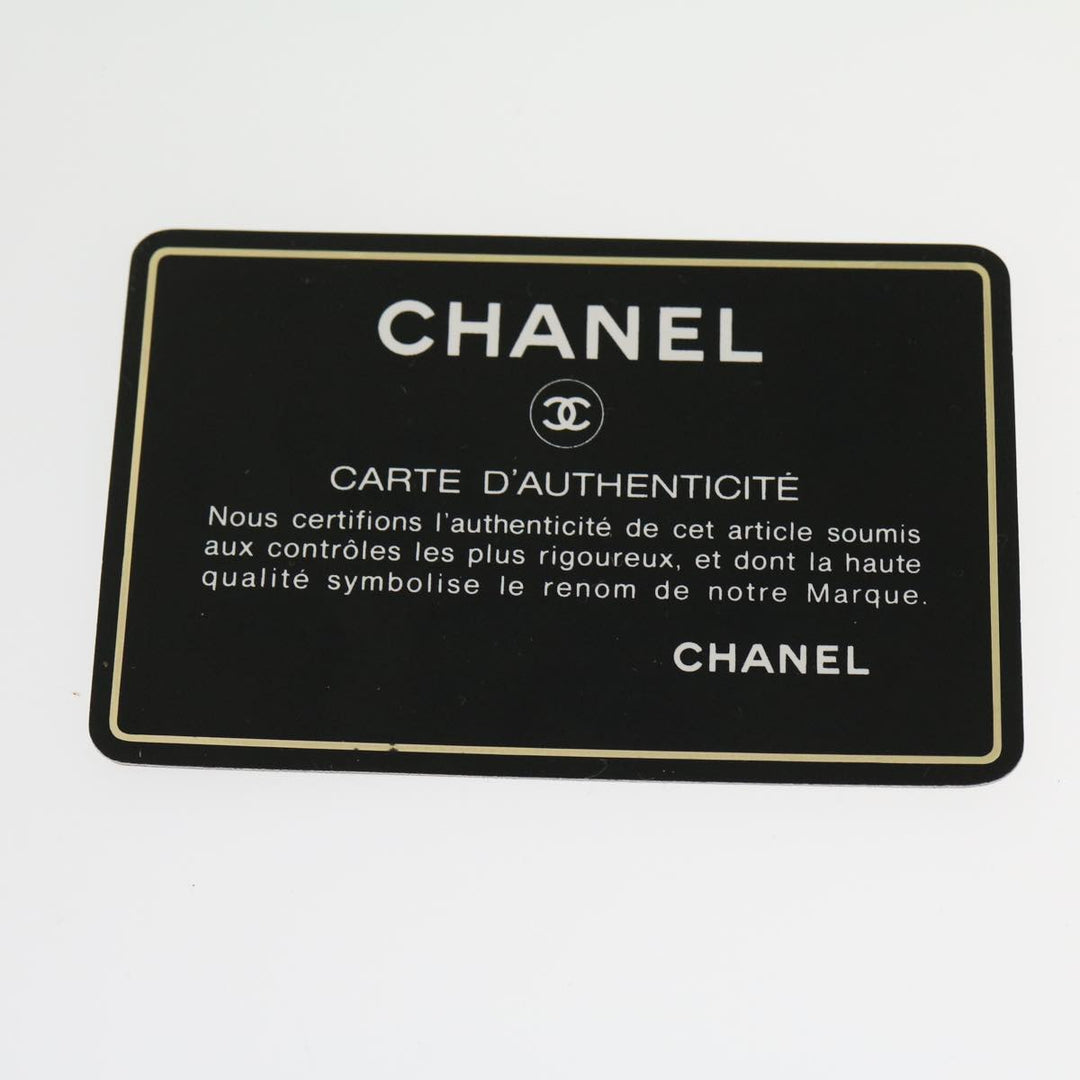 CHANEL
CARTE D'AUTHENTICITÉ
Nous certifions l'authenticité de cet article soumis
aux contrôles les plus rigoureux, et dont la haute
qualité symbolise le renom de notre Marque.
CHANEL